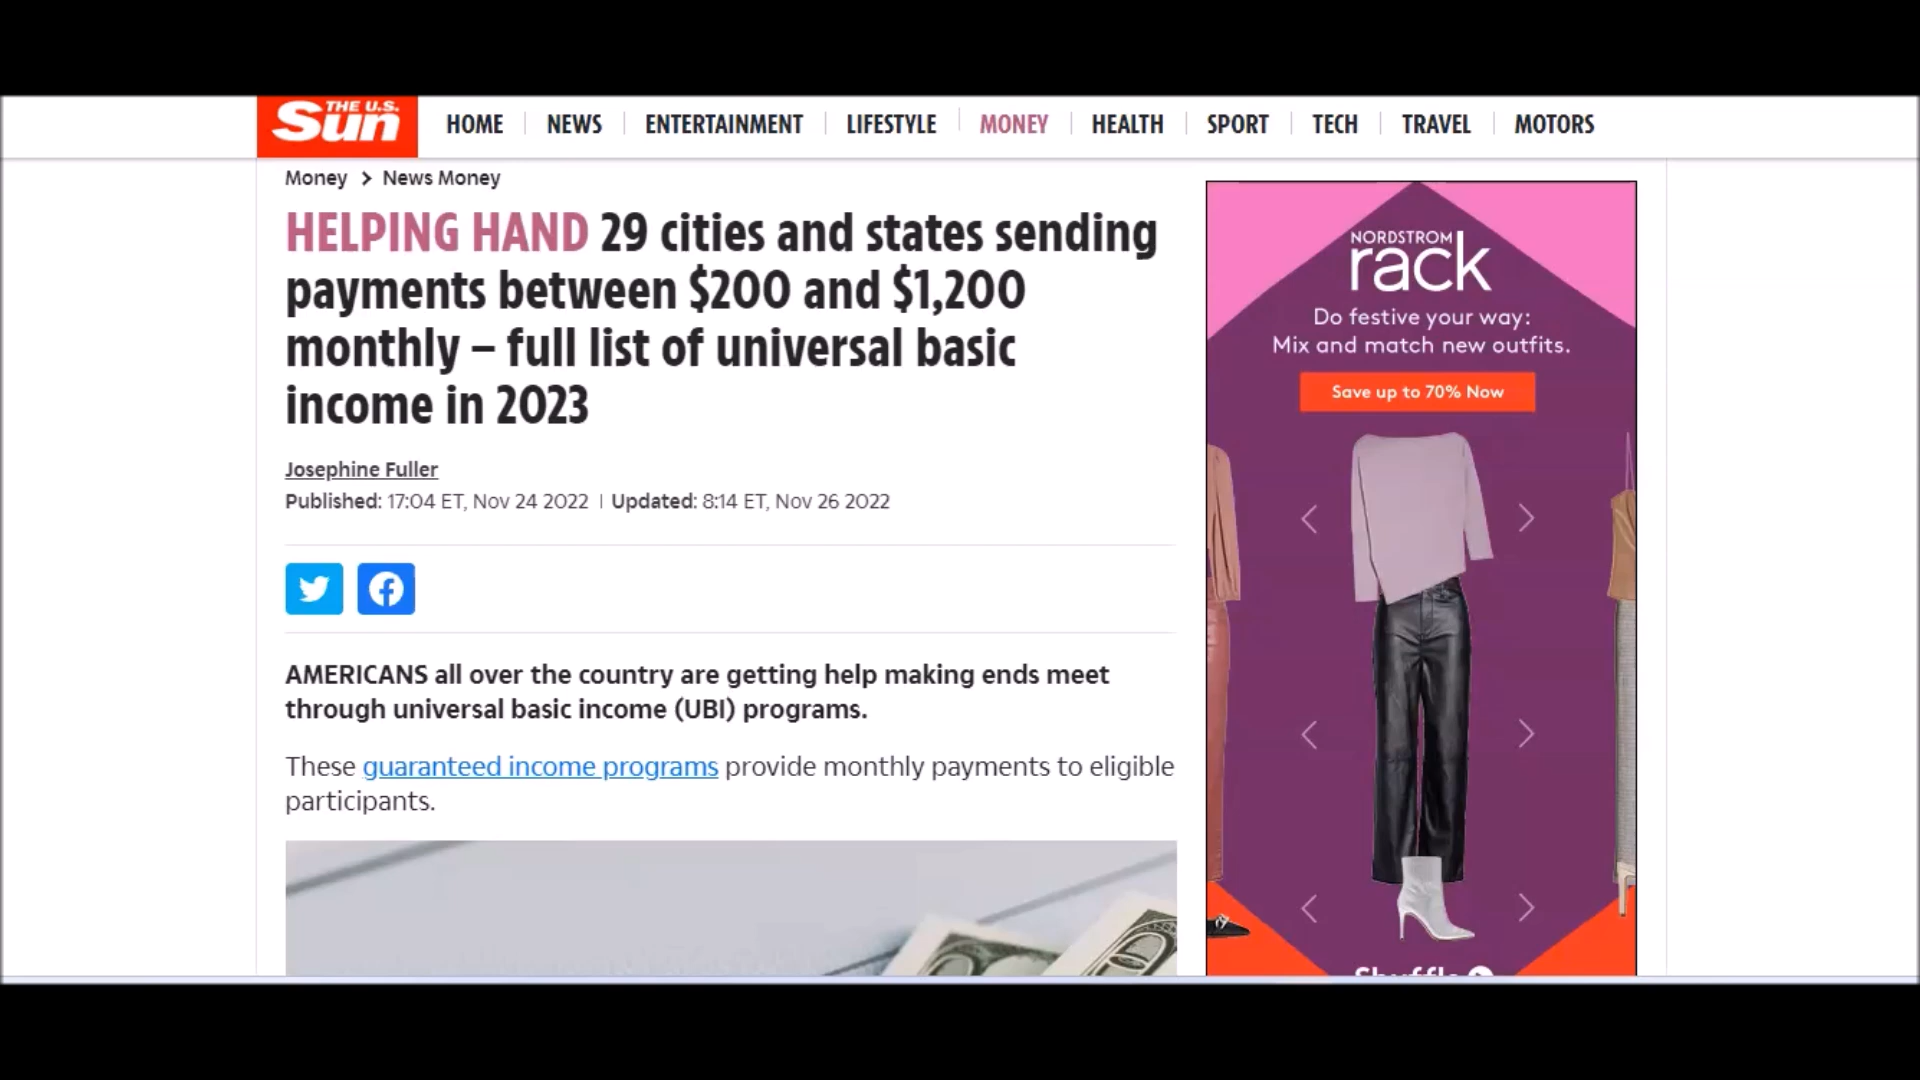 THE U.S.
Sun
HOME NEWS ENTERTAINMENT LIFESTYLE MONEY HEALTH SPORT TECH TRAVEL MOTORS
Money > News Money
HELPING HAND 29 cities and states sending
payments between $200 and $1,200
monthly – full list of universal basic
income in 2023
Josephine Fuller
Published: 17:04 ET, Nov 24 2022 | Updated: 8:14 ET, Nov 26 2022
AMERICANS all over the country are getting help making ends meet
through universal basic income (UBI) programs.
These guaranteed income programs provide monthly payments to eligible
participants.
NORDSTROM
rack
Do festive your way:
Mix and match new outfits.
Save up to 70% Now
Shuffle